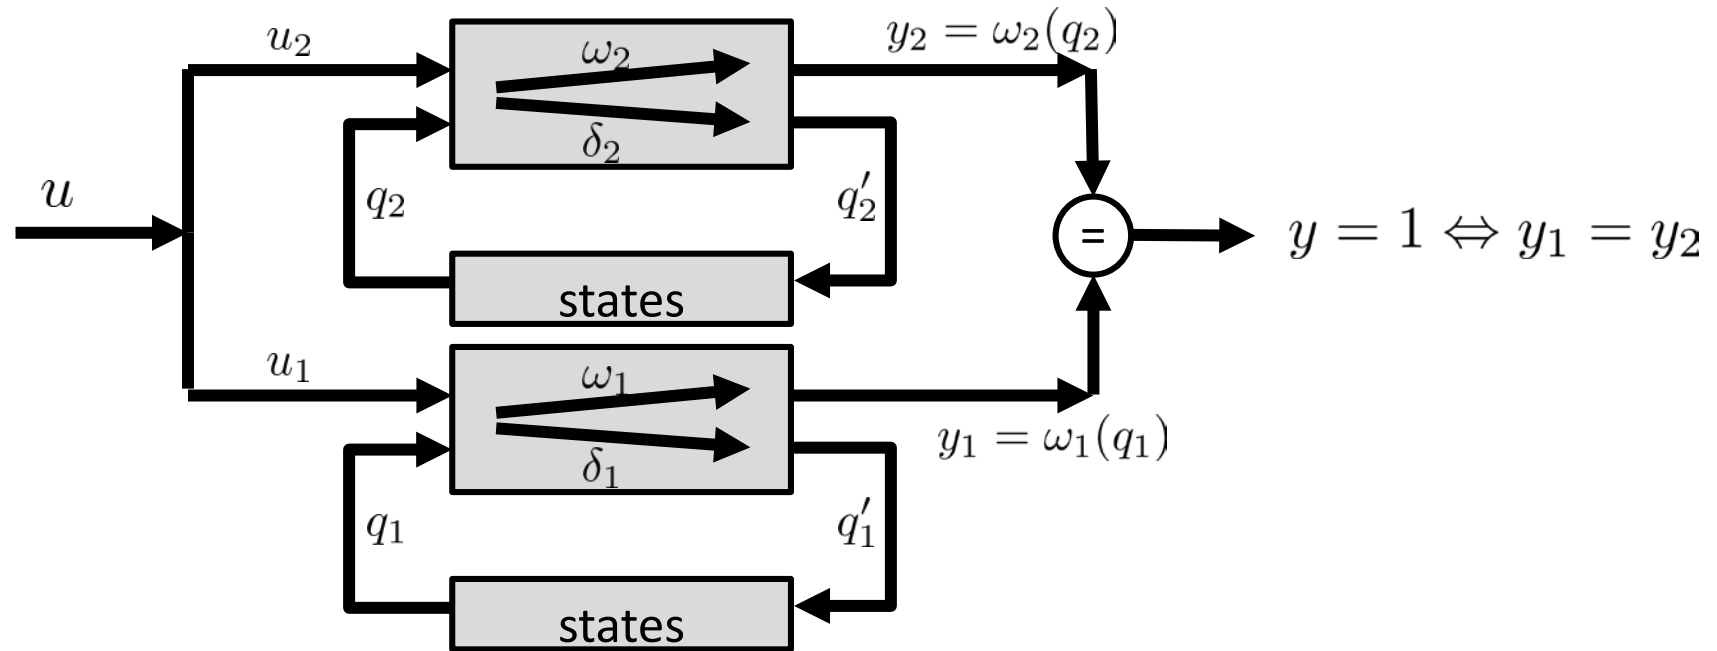 u₂
ω₂
y₂ = ω₂(q₂)
δ₂
u
q₂
q′₂
=
y = 1 ⇔ y₁ = y₂
states
u₁
ω₁
y₁ = ω₁(q₁)
δ₁
q₁
q′₁
states